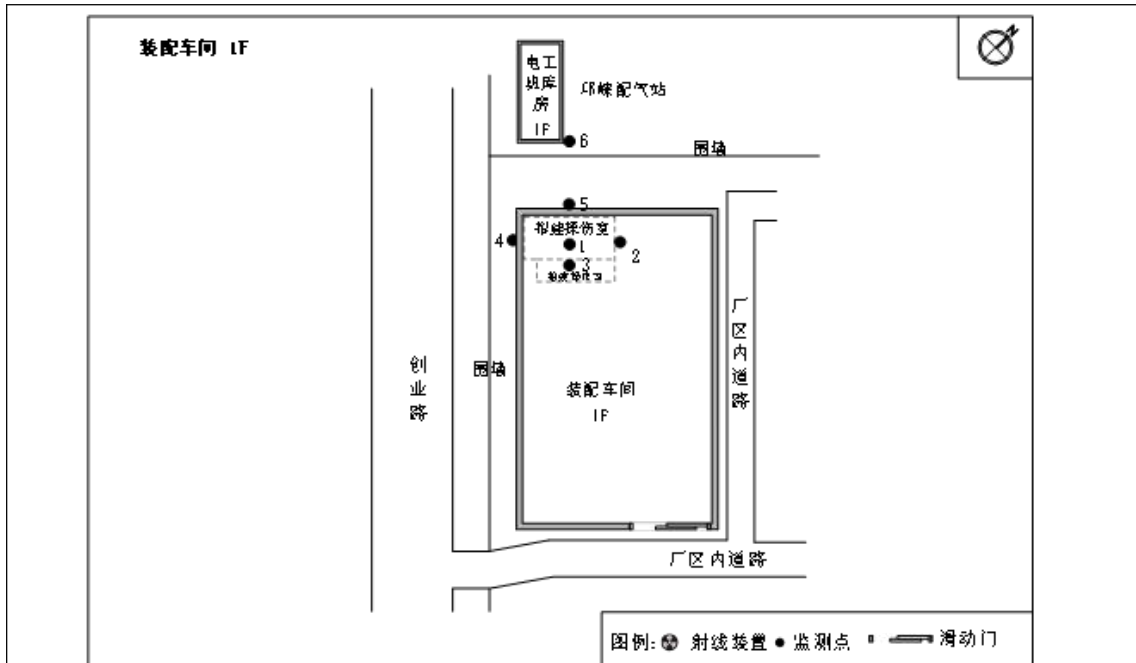 装配车间 1F
电工
班库
房
1F
配气站
6
围墙
5
拟建探伤室
4
1
2
3
厂区内道路
创业路
围墙
装配车间
1F
厂区内道路
图例: 射线装置 监测点 滑动门